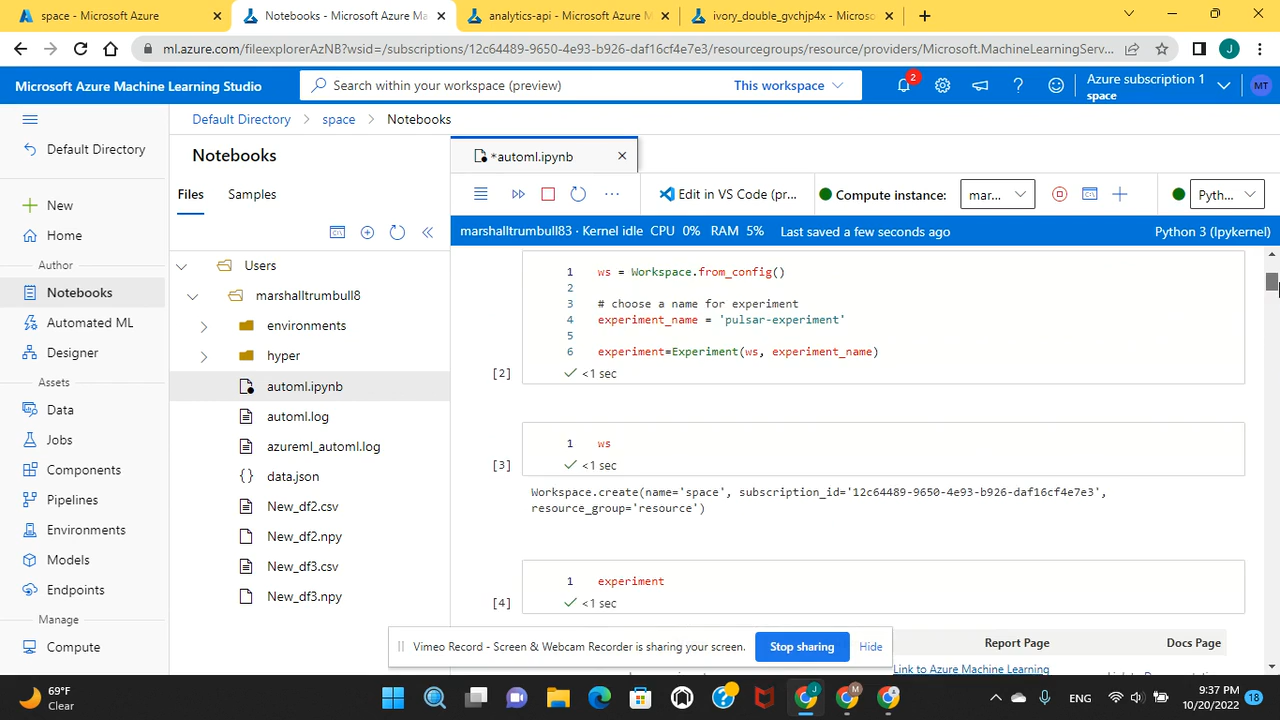 space - Microsoft Azure
Notebooks - Microsoft Azure Ma
analytics-api - Microsoft Azure M
ivory_double_gvchjp4x - Microso
ml.azure.com/fileexplorerAzNB?wsid=/subscriptions/12c64489-9650-4e93-b926-daf16cf4e7e3/resourcegroups/resource/providers/Microsoft.MachineLearningServ...
J
Microsoft Azure Machine Learning Studio
Search within your workspace (preview)
This workspace
2
Azure subscription 1
space
MT
Default Directory
space
Notebooks
Default Directory
New
Home
Author
Notebooks
Automated ML
Designer
Assets
Data
Jobs
Components
Pipelines
Environments
Models
Endpoints
Manage
Compute
Notebooks
Files
Samples
Users
marshalltrumbull8
environments
hyper
automl.ipynb
automl.log
azureml_automl.log
data.json
New_df2.csv
New_df2.npy
New_df3.csv
New_df3.npy
*automl.ipynb
Edit in VS Code (pr...
Compute instance:
mar...
Pyth...
marshalltrumbull83 · Kernel idle CPU 0% RAM 5% Last saved a few seconds ago
Python 3 (Ipykernel)
1 ws = Workspace.from_config()
2
3 # choose a name for experiment
4 experiment_name = 'pulsar-experiment'
5
6 experiment=Experiment(ws, experiment_name)
[2] <1 sec
1 ws
[3] <1 sec
Workspace.create(name='space', subscription_id='12c64489-9650-4e93-b926-daf16cf4e7e3',
resource_group='resource')
1 experiment
[4] <1 sec
Report Page
Docs Page
Link to Azure Machine Learning
Vimeo Record - Screen & Webcam Recorder is sharing your screen.
Stop sharing
Hide
69°F
Clear
J
M
ENG
9:37 PM
10/20/2022
18